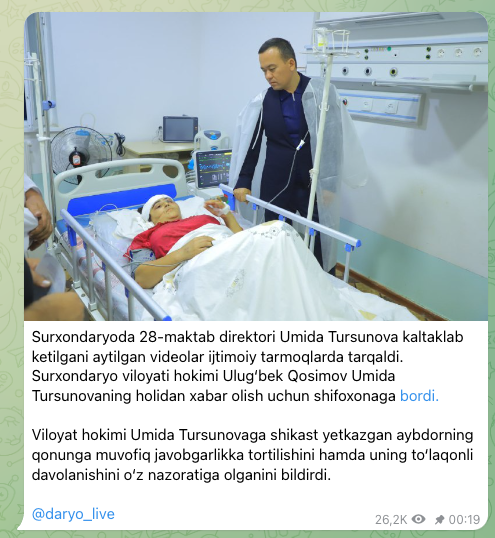 Surxondaryoda 28-maktab direktori Umida Tursunova kaltaklab
ketilgani aytilgan videolar ijtimoiy tarmoqlarda tarqaldi.
Surxondaryo viloyati hokimi Ulugʻbek Qosimov Umida
Tursunovaning holidan xabar olish uchun shifoxonaga bordi.
Viloyat hokimi Umida Tursunovaga shikast yetkazgan aybdorning
qonunga muvofiq javobgarlikka tortilishini hamda uning toʻlaqonli
davolanishini oʻz nazoratiga olganini bildirdi.
@daryo_live
26,2K 00:19